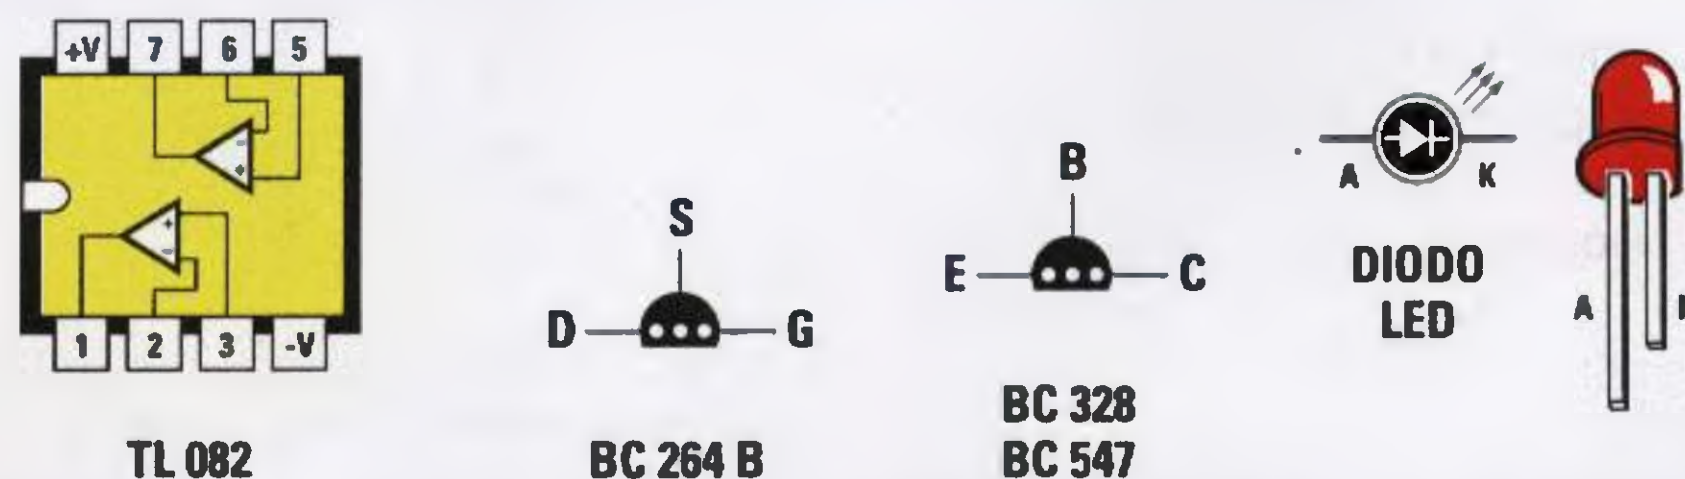 +V 7 6 5
1 2 3 -V
TL 082
S
D G
BC 264 B
B
E C
BC 328
BC 547
A K
DIODO
LED
A